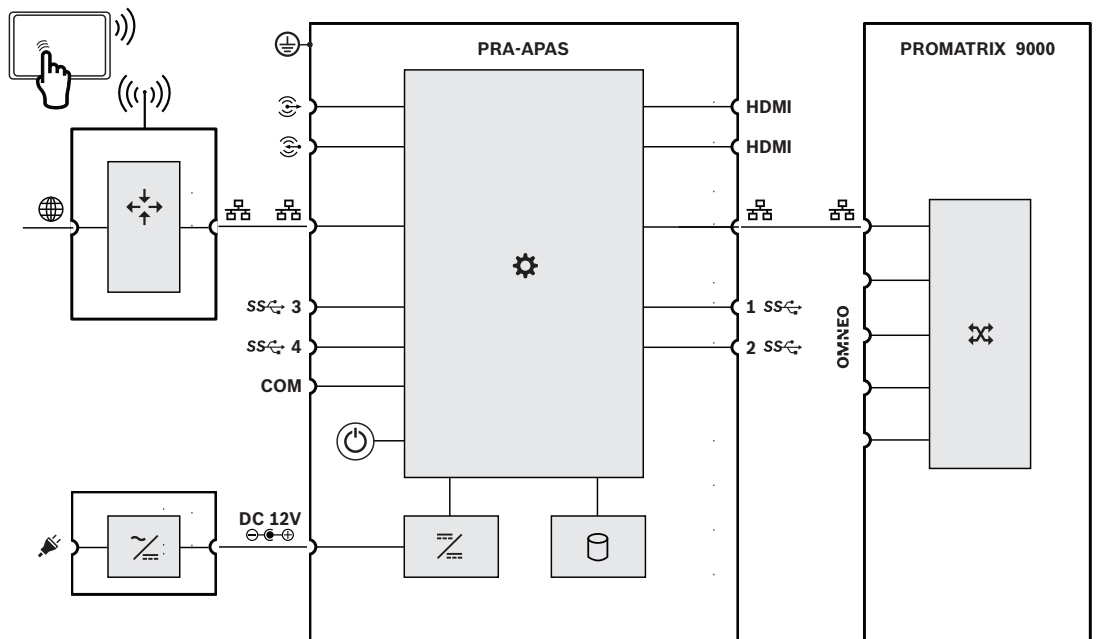 PRA-APAS
PROMATRIX 9000
HDMI
HDMI
SS 3
1 SS
SS 4
2 SS
OMNEO
COM
DC 12V